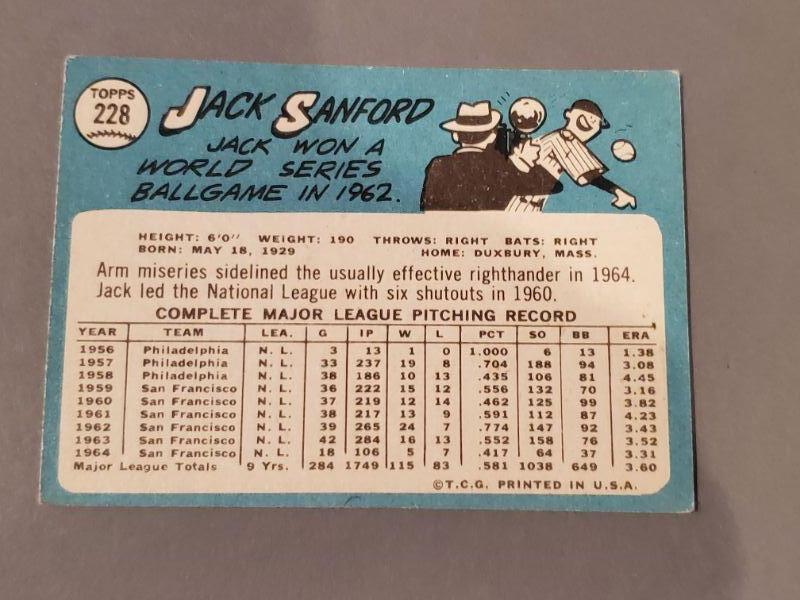 TOPPS
228
JACK SANFORD
JACK WON A
WORLD SERIES
BALLGAME IN 1962.
HEIGHT: 6'0" WEIGHT: 190 THROWS: RIGHT BATS: RIGHT
BORN: MAY 18, 1929 HOME: DUXBURY, MASS.
Arm miseries sidelined the usually effective righthander in 1964.
Jack led the National League with six shutouts in 1960.
COMPLETE MAJOR LEAGUE PITCHING RECORD
YEAR TEAM LEA. G IP W L PCT SO BB ERA
1956 Philadelphia N. L. 3 13 1 0 1.000 6 13 1.38
1957 Philadelphia N. L. 33 237 19 8 .704 188 94 3.08
1958 Philadelphia N. L. 38 186 10 13 .435 106 81 4.45
1959 San Francisco N. L. 36 222 15 12 .556 132 70 3.16
1960 San Francisco N. L. 37 219 12 14 .462 125 99 3.82
1961 San Francisco N. L. 38 217 13 9 .591 112 87 4.23
1962 San Francisco N. L. 39 265 24 7 .774 147 92 3.43
1963 San Francisco N. L. 42 284 16 13 .552 158 76 3.52
1964 San Francisco N. L. 18 106 5 7 .417 64 37 3.31
Major League Totals 9 Yrs. 284 1749 115 83 .581 1038 649 3.60
©T.C.G. PRINTED IN U.S.A.